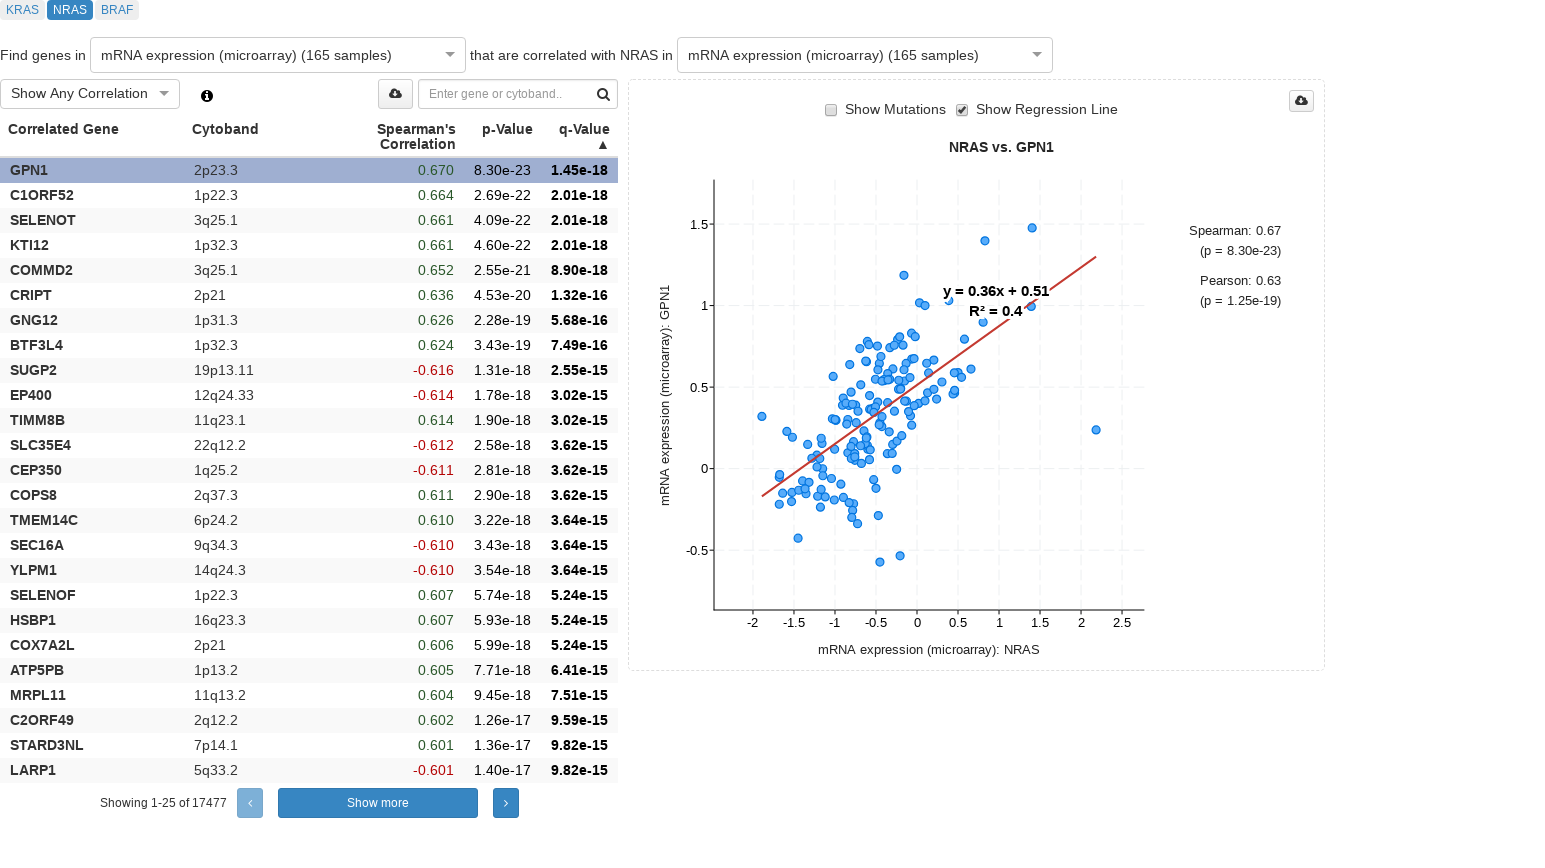 KRAS NRAS BRAF
Find genes in mRNA expression (microarray) (165 samples) that are correlated with NRAS in mRNA expression (microarray) (165 samples)
Show Any Correlation Enter gene or cytoband..
Correlated Gene Cytoband Spearman's Correlation p-Value q-Value ▲
GPN1 2p23.3 0.670 8.30e-23 1.45e-18
C1ORF52 1p22.3 0.664 2.69e-22 2.01e-18
SELENOT 3q25.1 0.661 4.09e-22 2.01e-18
KTI12 1p32.3 0.661 4.60e-22 2.01e-18
COMMD2 3q25.1 0.652 2.55e-21 8.90e-18
CRIPT 2p21 0.636 4.53e-20 1.32e-16
GNG12 1p31.3 0.626 2.28e-19 5.68e-16
BTF3L4 1p32.3 0.624 3.43e-19 7.49e-16
SUGP2 19p13.11 -0.616 1.31e-18 2.55e-15
EP400 12q24.33 -0.614 1.78e-18 3.02e-15
TIMM8B 11q23.1 0.614 1.90e-18 3.02e-15
SLC35E4 22q12.2 -0.612 2.58e-18 3.62e-15
CEP350 1q25.2 -0.611 2.81e-18 3.62e-15
COPS8 2q37.3 0.611 2.90e-18 3.62e-15
TMEM14C 6p24.2 0.610 3.22e-18 3.64e-15
SEC16A 9q34.3 -0.610 3.43e-18 3.64e-15
YLPM1 14q24.3 -0.610 3.54e-18 3.64e-15
SELENOF 1p22.3 0.607 5.74e-18 5.24e-15
HSBP1 16q23.3 0.607 5.93e-18 5.24e-15
COX7A2L 2p21 0.606 5.99e-18 5.24e-15
ATP5PB 1p13.2 0.605 7.71e-18 6.41e-15
MRPL11 11q13.2 0.604 9.45e-18 7.51e-15
C2ORF49 2q12.2 0.602 1.26e-17 9.59e-15
STARD3NL 7p14.1 0.601 1.36e-17 9.82e-15
LARP1 5q33.2 -0.601 1.40e-17 9.82e-15
Showing 1-25 of 17477 ‹ Show more ›
Show Mutations Show Regression Line
NRAS vs. GPN1
mRNA expression (microarray): GPN1
1.5
1
0.5
0
-0.5
y = 0.36x + 0.51
R² = 0.4
Spearman: 0.67
(p = 8.30e-23)
Pearson: 0.63
(p = 1.25e-19)
-2 -1.5 -1 -0.5 0 0.5 1 1.5 2 2.5
mRNA expression (microarray): NRAS